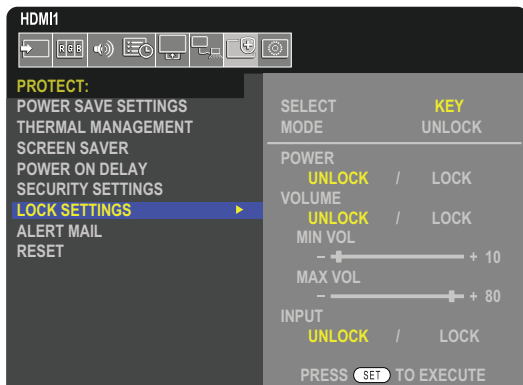 HDMI1
RGB
PROTECT:
POWER SAVE SETTINGS
THERMAL MANAGEMENT
SCREEN SAVER
POWER ON DELAY
SECURITY SETTINGS
LOCK SETTINGS
ALERT MAIL
RESET
SELECT KEY
MODE UNLOCK
POWER
UNLOCK / LOCK
VOLUME
UNLOCK / LOCK
MIN VOL
– + 10
MAX VOL
– + 80
INPUT
UNLOCK / LOCK
PRESS SET TO EXECUTE